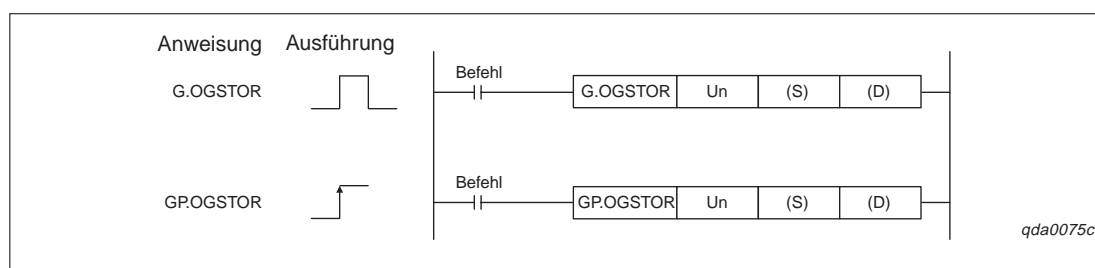 Anweisung Ausführung
Befehl
G.OGSTOR G.OGSTOR Un (S) (D)
Befehl
GP.OGSTOR GP.OGSTOR Un (S) (D)
qda0075c